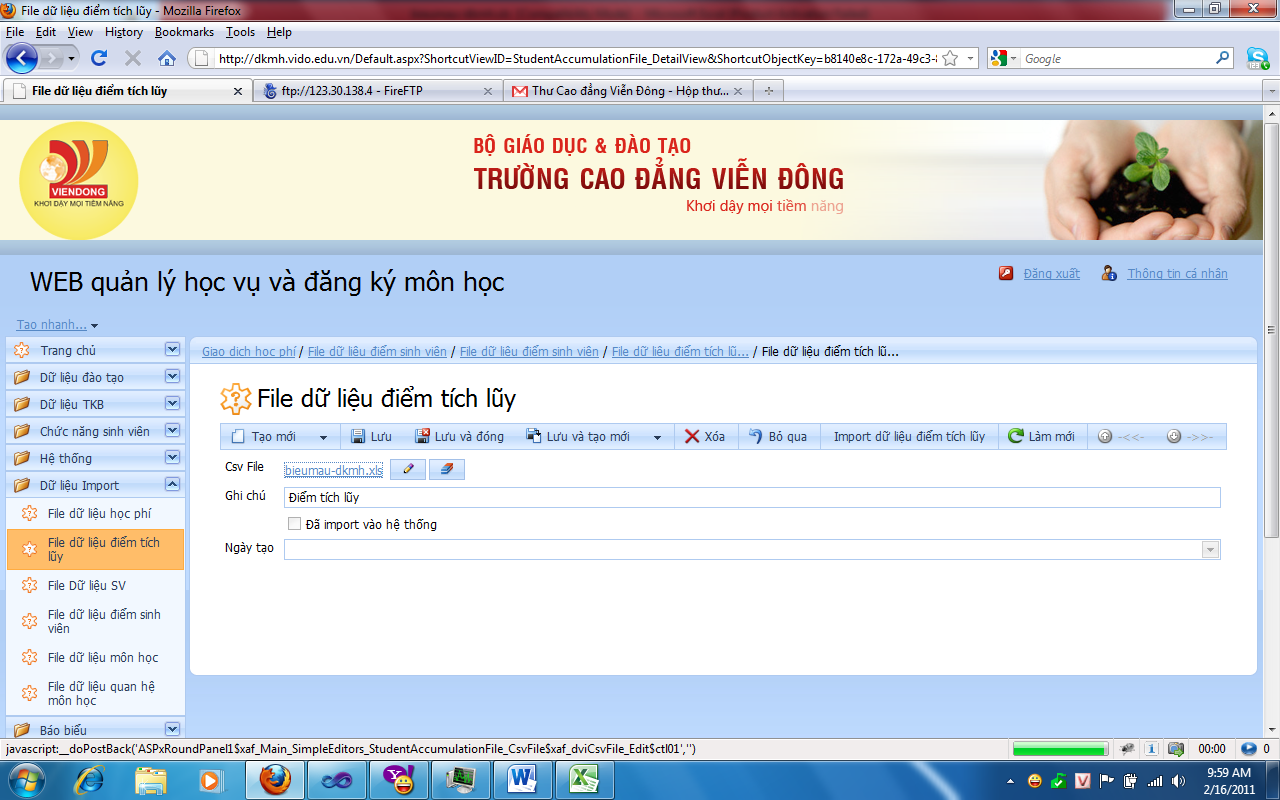 File dữ liệu điểm tích lũy - Mozilla Firefox
File Edit View History Bookmarks Tools Help
http://dkmh.vido.edu.vn/Default.aspx?ShortcutViewID=StudentAccumulationFile_DetailView&ShortcutObjectKey=b8140e8c-172a-49c3-8
Google
File dữ liệu điểm tích lũy
ftp://123.30.138.4 - FireFTP
Thư Cao đẳng Viễn Đông - Hộp thư...
BỘ GIÁO DỤC & ĐÀO TẠO
TRƯỜNG CAO ĐẲNG VIỄN ĐÔNG
Khơi dậy mọi tiềm năng
VIENDONG
KHƠI DẬY MỌI TIỀM NĂNG
WEB quản lý học vụ và đăng ký môn học
Đăng xuất
Thông tin cá nhân
Tạo nhanh...
Trang chủ
Dữ liệu đào tạo
Dữ liệu TKB
Chức năng sinh viên
Hệ thống
Dữ liệu Import
File dữ liệu học phí
File dữ liệu điểm tích
lũy
File Dữ liệu SV
File dữ liệu điểm sinh
viên
File dữ liệu môn học
File dữ liệu quan hệ
môn học
Báo biểu
Giao dịch học phí / File dữ liệu điểm sinh viên / File dữ liệu điểm sinh viên / File dữ liệu điểm tích lũ... / File dữ liệu điểm tích lũ...
File dữ liệu điểm tích lũy
Tạo mới Lưu Lưu và đóng Lưu và tạo mới Xóa Bỏ qua Import dữ liệu điểm tích lũy Làm mới -<<- ->>-
Csv File bieumau-dkmh.xls
Ghi chú Điểm tích lũy
Đã import vào hệ thống
Ngày tạo
javascript:__doPostBack('ASPxRoundPanel1$xaf_Main_SimpleEditors_StudentAccumulationFile_CsvFile$xaf_dviCsvFile_Edit$ctl01','')
00:00
0
9:59 AM
2/16/2011